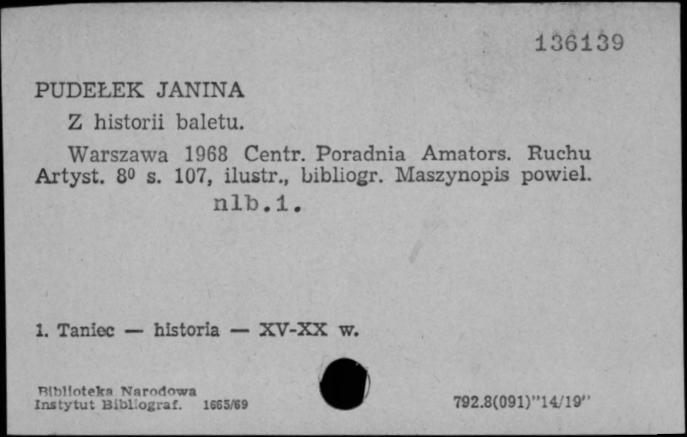 136139
PUDEŁEK JANINA
Z historii baletu.
Warszawa 1968 Centr. Poradnia Amators. Ruchu
Artyst. 8⁰ s. 107, ilustr., bibliogr. Maszynopis powiel.
nlb.1.
1. Taniec — historia — XV-XX w.
Biblioteka Narodowa
Instytut Bibliograf. 1665/69
792.8(091)"14/19"